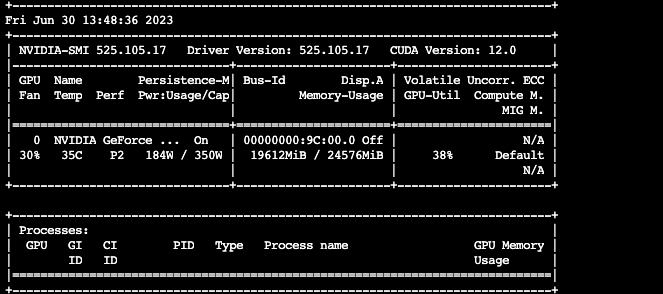 +-----------------------------------------------------------------------------+
Fri Jun 30 13:48:36 2023
+-----------------------------------------------------------------------------+
| NVIDIA-SMI 525.105.17   Driver Version: 525.105.17   CUDA Version: 12.0     |
|-------------------------------+----------------------+----------------------+
| GPU  Name        Persistence-M| Bus-Id        Disp.A | Volatile Uncorr. ECC |
| Fan  Temp  Perf  Pwr:Usage/Cap|         Memory-Usage | GPU-Util  Compute M. |
|                               |                      |               MIG M. |
|===============================+======================+======================|
|   0  NVIDIA GeForce ...  On   | 00000000:9C:00.0 Off |                  N/A |
| 30%   35C    P2   184W / 350W |  19612MiB / 24576MiB |     38%      Default |
|                               |                      |                  N/A |
+-------------------------------+----------------------+----------------------+
+-----------------------------------------------------------------------------+
| Processes:                                                                  |
|  GPU   GI   CI        PID   Type   Process name                  GPU Memory |
|        ID   ID                                                   Usage      |
|=============================================================================|
+-----------------------------------------------------------------------------+